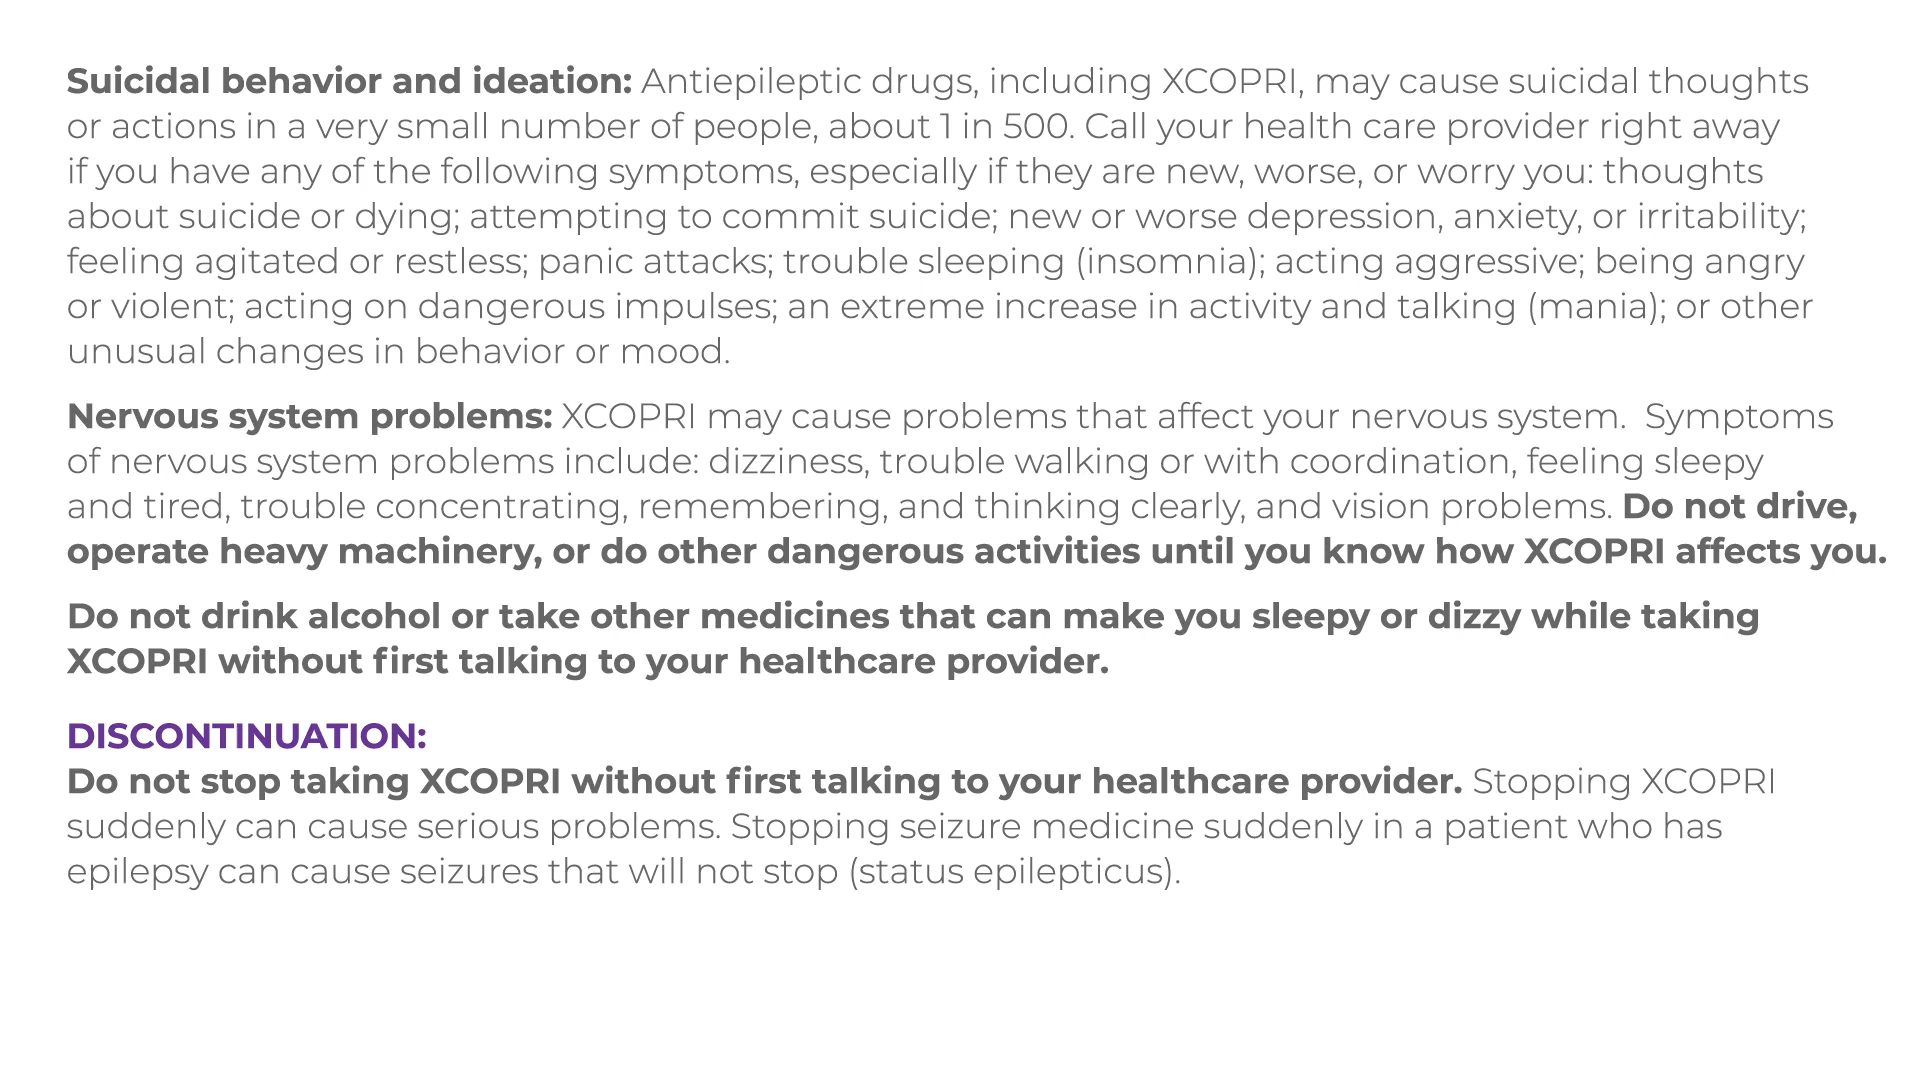 Suicidal behavior and ideation: Antiepileptic drugs, including XCOPRI, may cause suicidal thoughts
or actions in a very small number of people, about 1 in 500. Call your health care provider right away
if you have any of the following symptoms, especially if they are new, worse, or worry you: thoughts
about suicide or dying; attempting to commit suicide; new or worse depression, anxiety, or irritability;
feeling agitated or restless; panic attacks; trouble sleeping (insomnia); acting aggressive; being angry
or violent; acting on dangerous impulses; an extreme increase in activity and talking (mania); or other
unusual changes in behavior or mood.
Nervous system problems: XCOPRI may cause problems that affect your nervous system.  Symptoms
of nervous system problems include: dizziness, trouble walking or with coordination, feeling sleepy
and tired, trouble concentrating, remembering, and thinking clearly, and vision problems. Do not drive,
operate heavy machinery, or do other dangerous activities until you know how XCOPRI affects you.
Do not drink alcohol or take other medicines that can make you sleepy or dizzy while taking
XCOPRI without first talking to your healthcare provider.
DISCONTINUATION:
Do not stop taking XCOPRI without first talking to your healthcare provider. Stopping XCOPRI
suddenly can cause serious problems. Stopping seizure medicine suddenly in a patient who has
epilepsy can cause seizures that will not stop (status epilepticus).